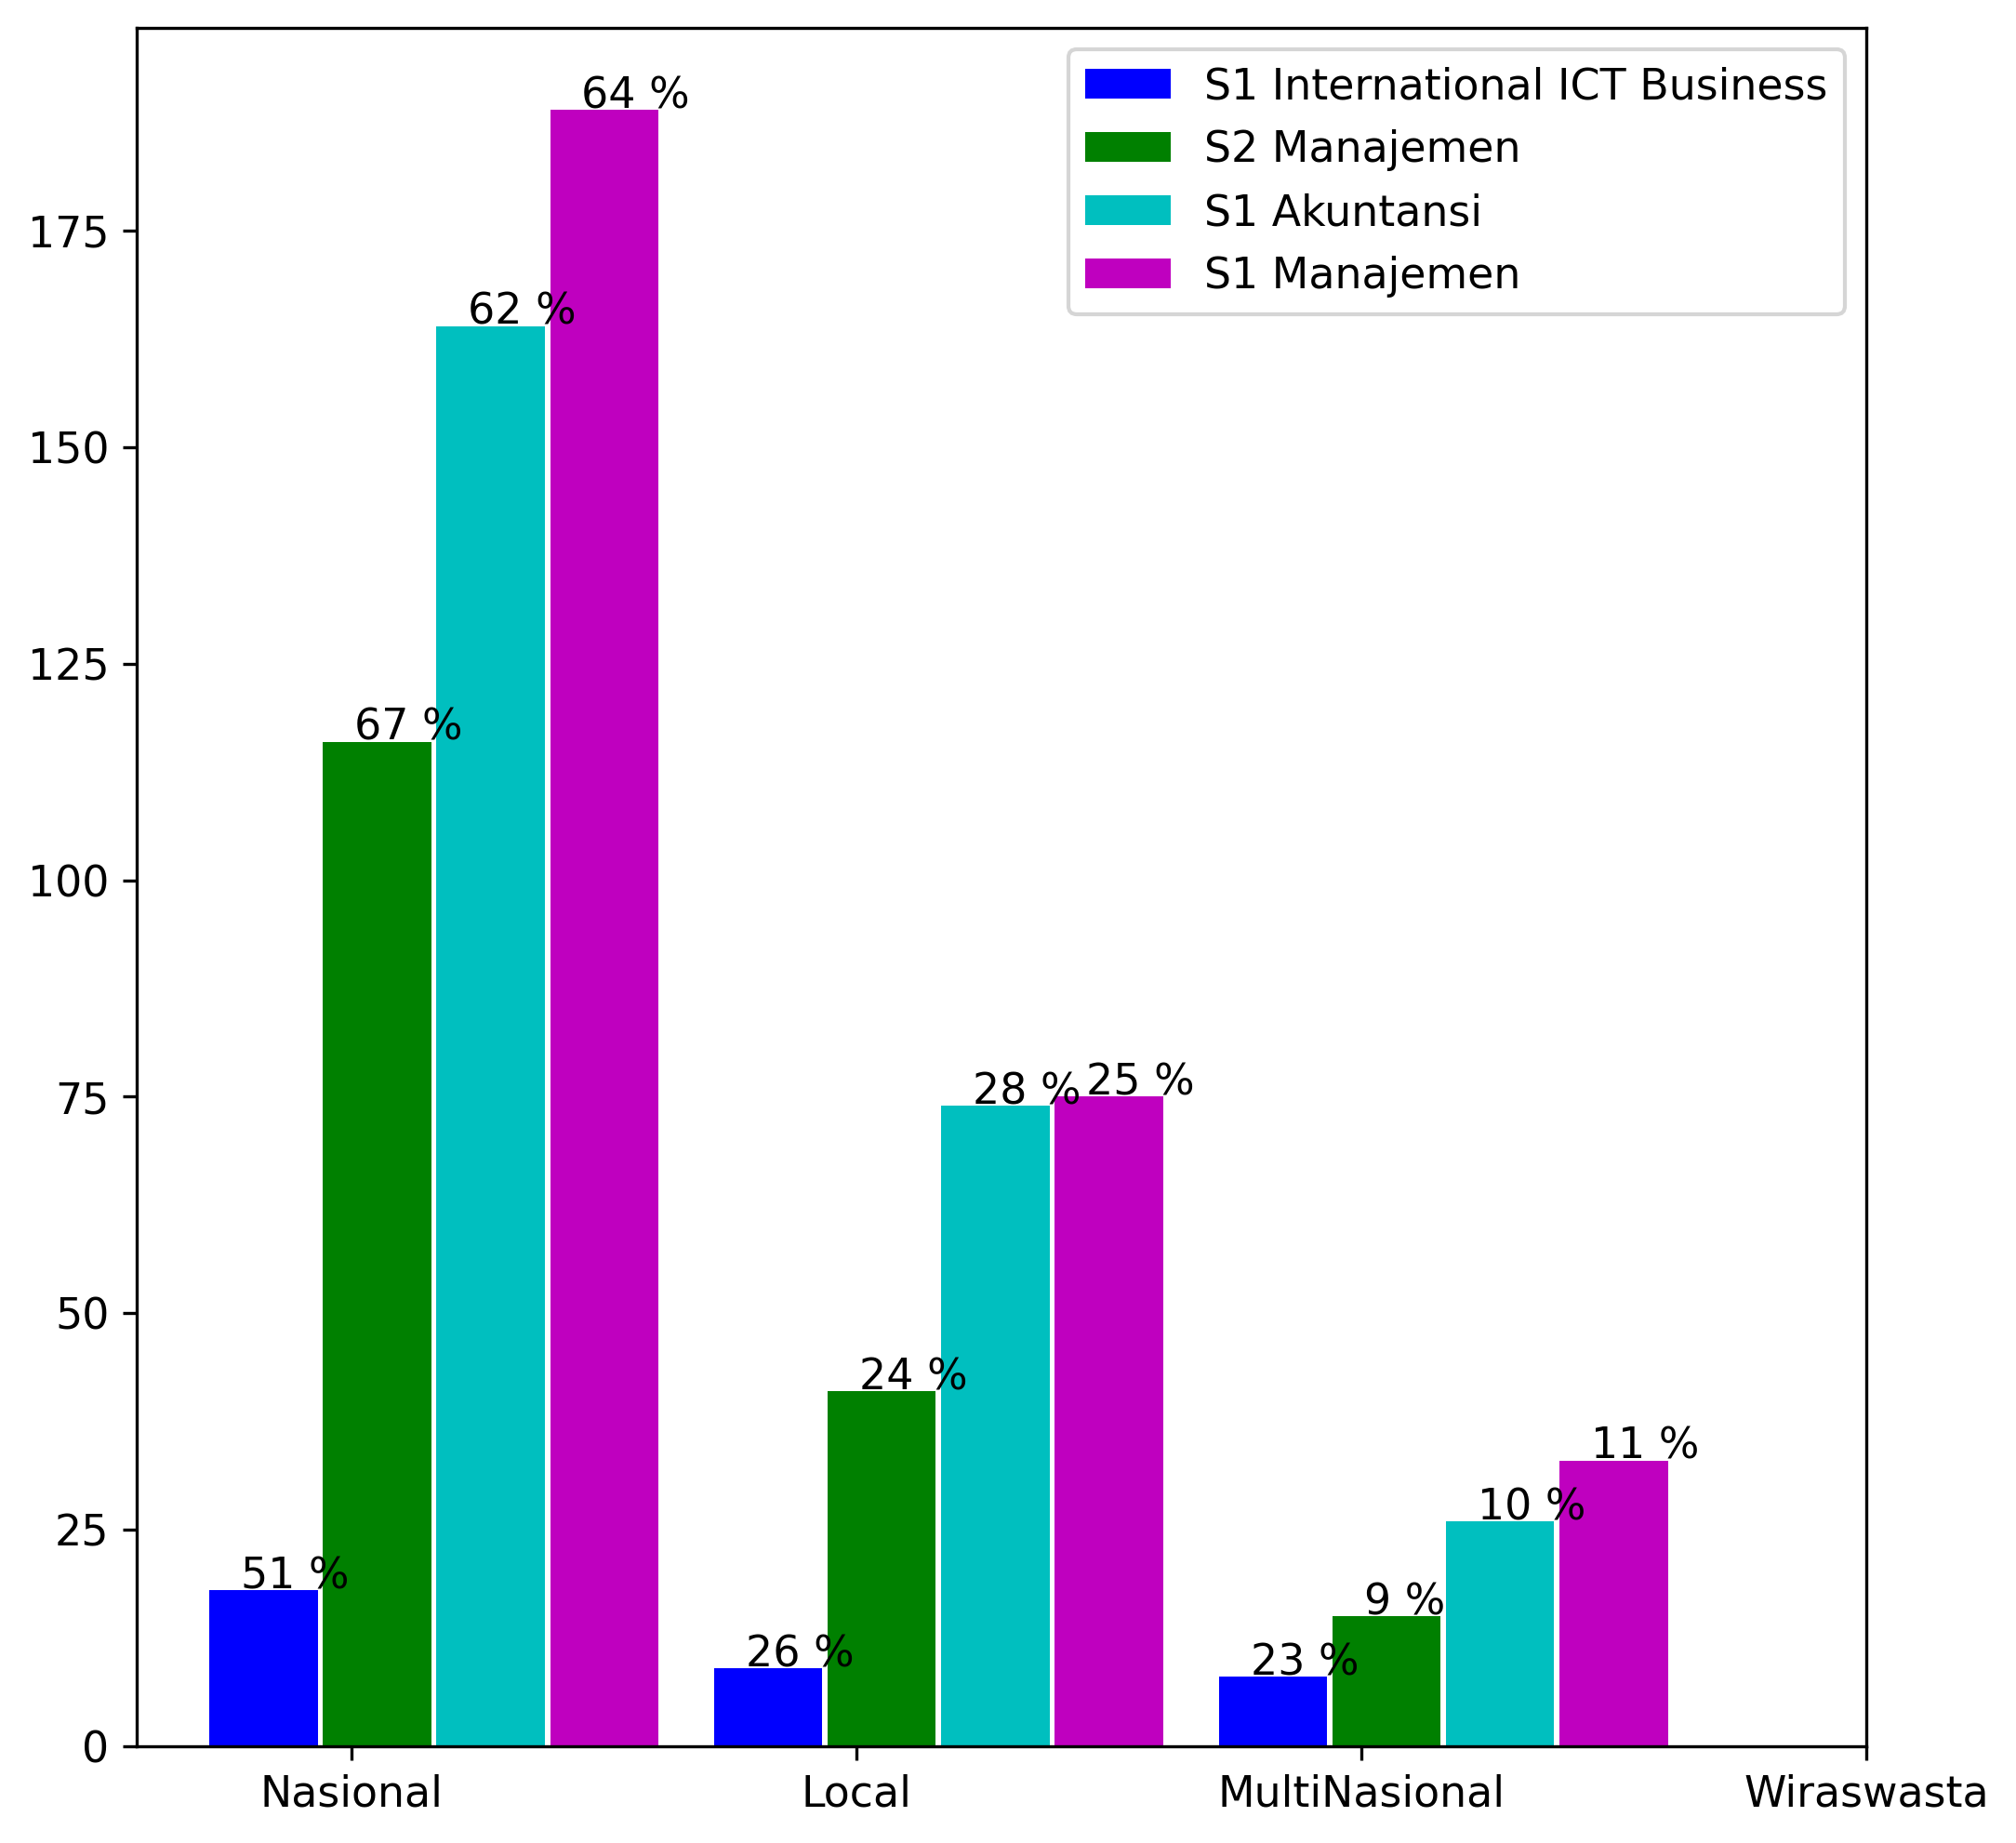 S1 International ICT Business
S2 Manajemen
S1 Akuntansi
S1 Manajemen
175
150
125
100
75
50
25
0
64 %
62 %
67 %
51 %
28 %
25 %
24 %
26 %
11 %
10 %
9 %
23 %
Nasional
Local
MultiNasional
Wiraswasta